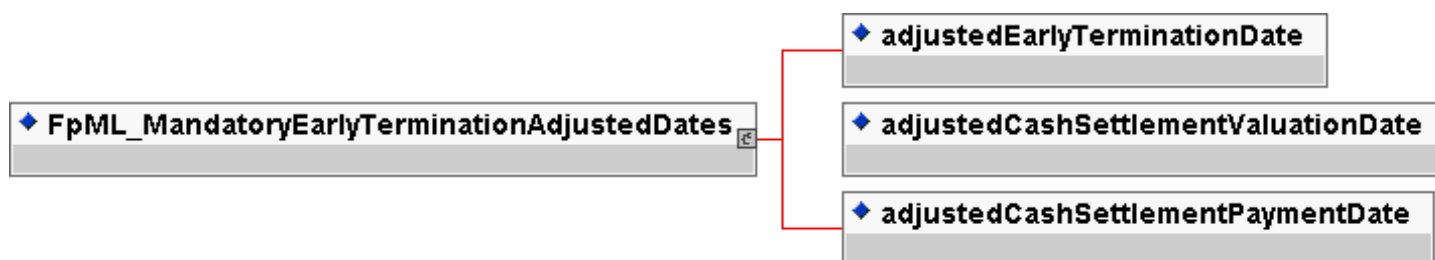 adjustedEarlyTerminationDate
FpML_MandatoryEarlyTerminationAdjustedDates
adjustedCashSettlementValuationDate
adjustedCashSettlementPaymentDate